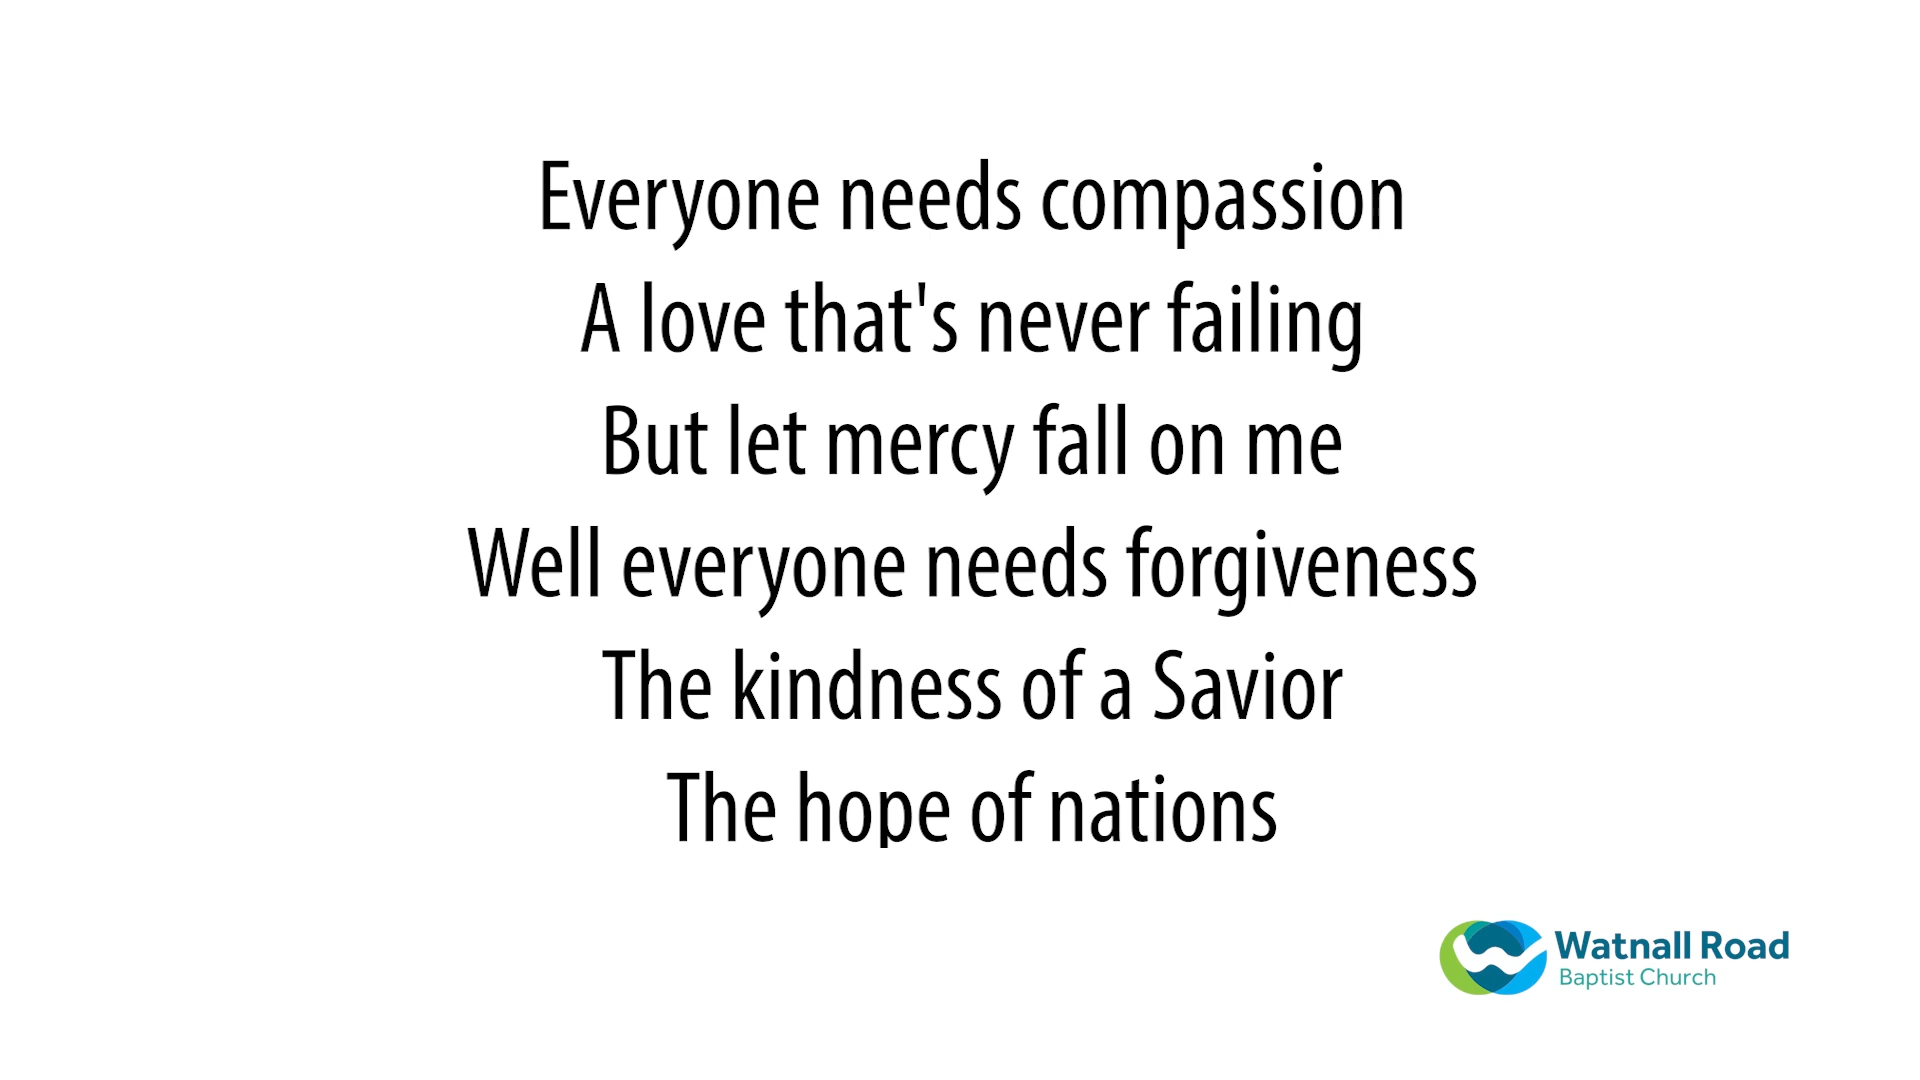 Everyone needs compassion
A love that's never failing
But let mercy fall on me
Well everyone needs forgiveness
The kindness of a Savior
The hope of nations
Watnall Road
Baptist Church